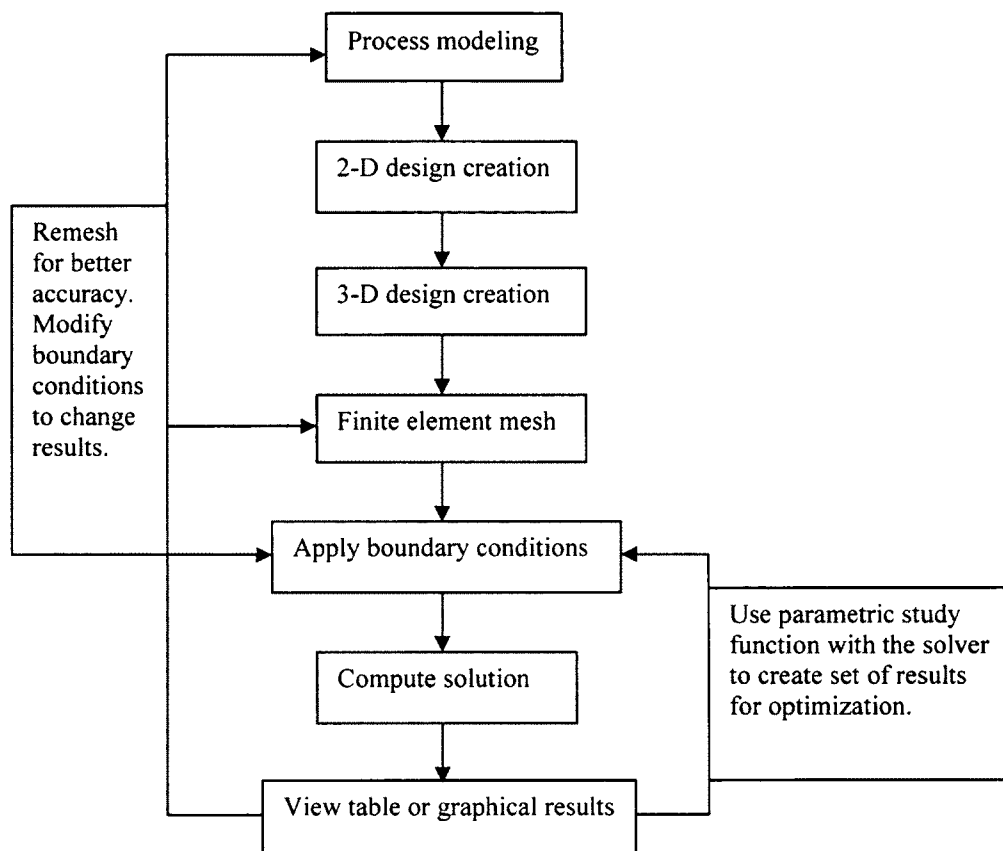 Process modeling
2-D design creation
3-D design creation
Remesh
for better
accuracy.
Modify
boundary
conditions
to change
results.
Finite element mesh
Apply boundary conditions
Use parametric study
function with the solver
to create set of results
for optimization.
Compute solution
View table or graphical results